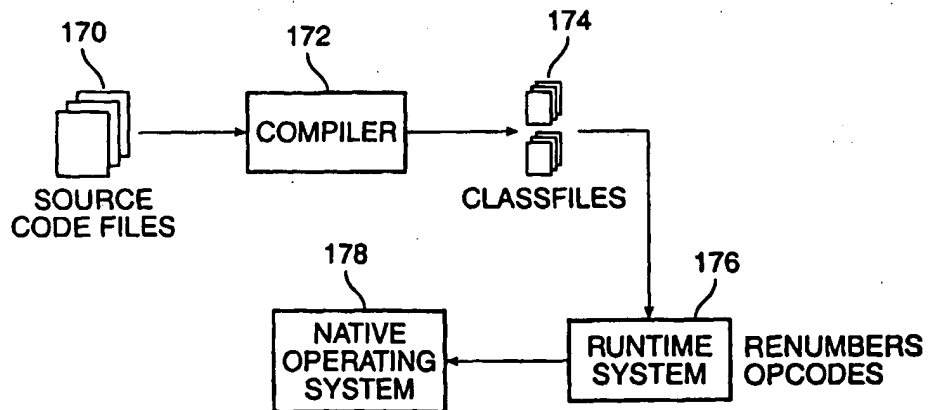 170
172
174
COMPILER
SOURCE
CODE FILES
CLASSFILES
178
176
NATIVE
OPERATING
SYSTEM
RUNTIME
SYSTEM
RENUMBERS
OPCODES